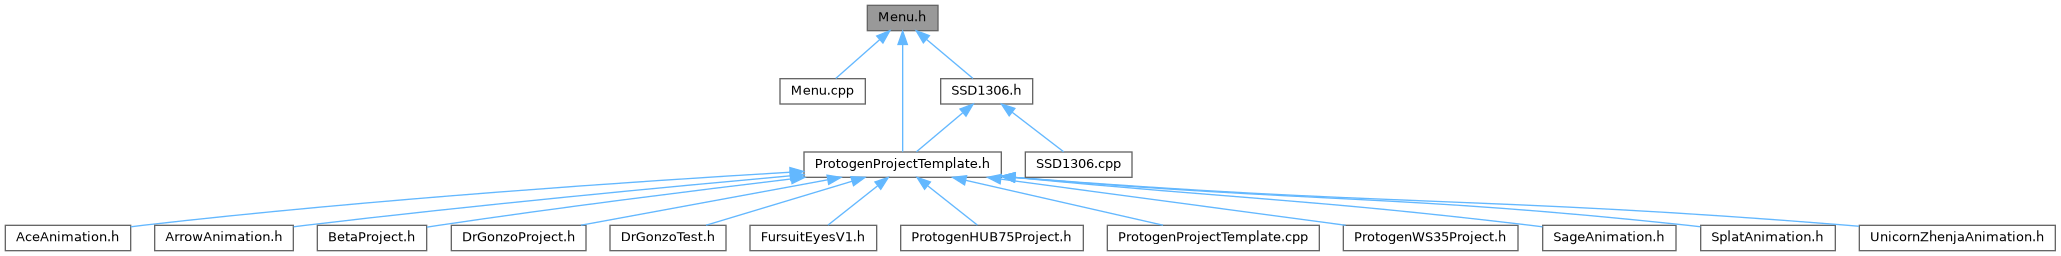 Menu.h
Menu.cpp
SSD1306.h
ProtogenProjectTemplate.h
SSD1306.cpp
AceAnimation.h
ArrowAnimation.h
BetaProject.h
DrGonzoProject.h
DrGonzoTest.h
FursuitEyesV1.h
ProtogenHUB75Project.h
ProtogenProjectTemplate.cpp
ProtogenWS35Project.h
SageAnimation.h
SplatAnimation.h
UnicornZhenjaAnimation.h